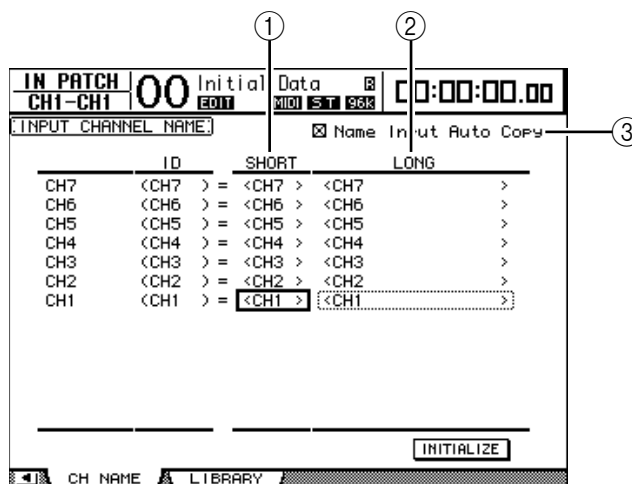 ① ②
IN PATCH 00 Initial Data R 00:00:00.00
CH1-CH1 EDIT MIDI ST 96k
INPUT CHANNEL NAME ☒ Name Input Auto Copy ③
ID SHORT LONG
CH7 (CH7 ) = <CH7 > <CH7 >
CH6 (CH6 ) = <CH6 > <CH6 >
CH5 (CH5 ) = <CH5 > <CH5 >
CH4 (CH4 ) = <CH4 > <CH4 >
CH3 (CH3 ) = <CH3 > <CH3 >
CH2 (CH2 ) = <CH2 > <CH2 >
CH1 (CH1 ) = <CH1 > <CH1 >
INITIALIZE
CH NAME LIBRARY